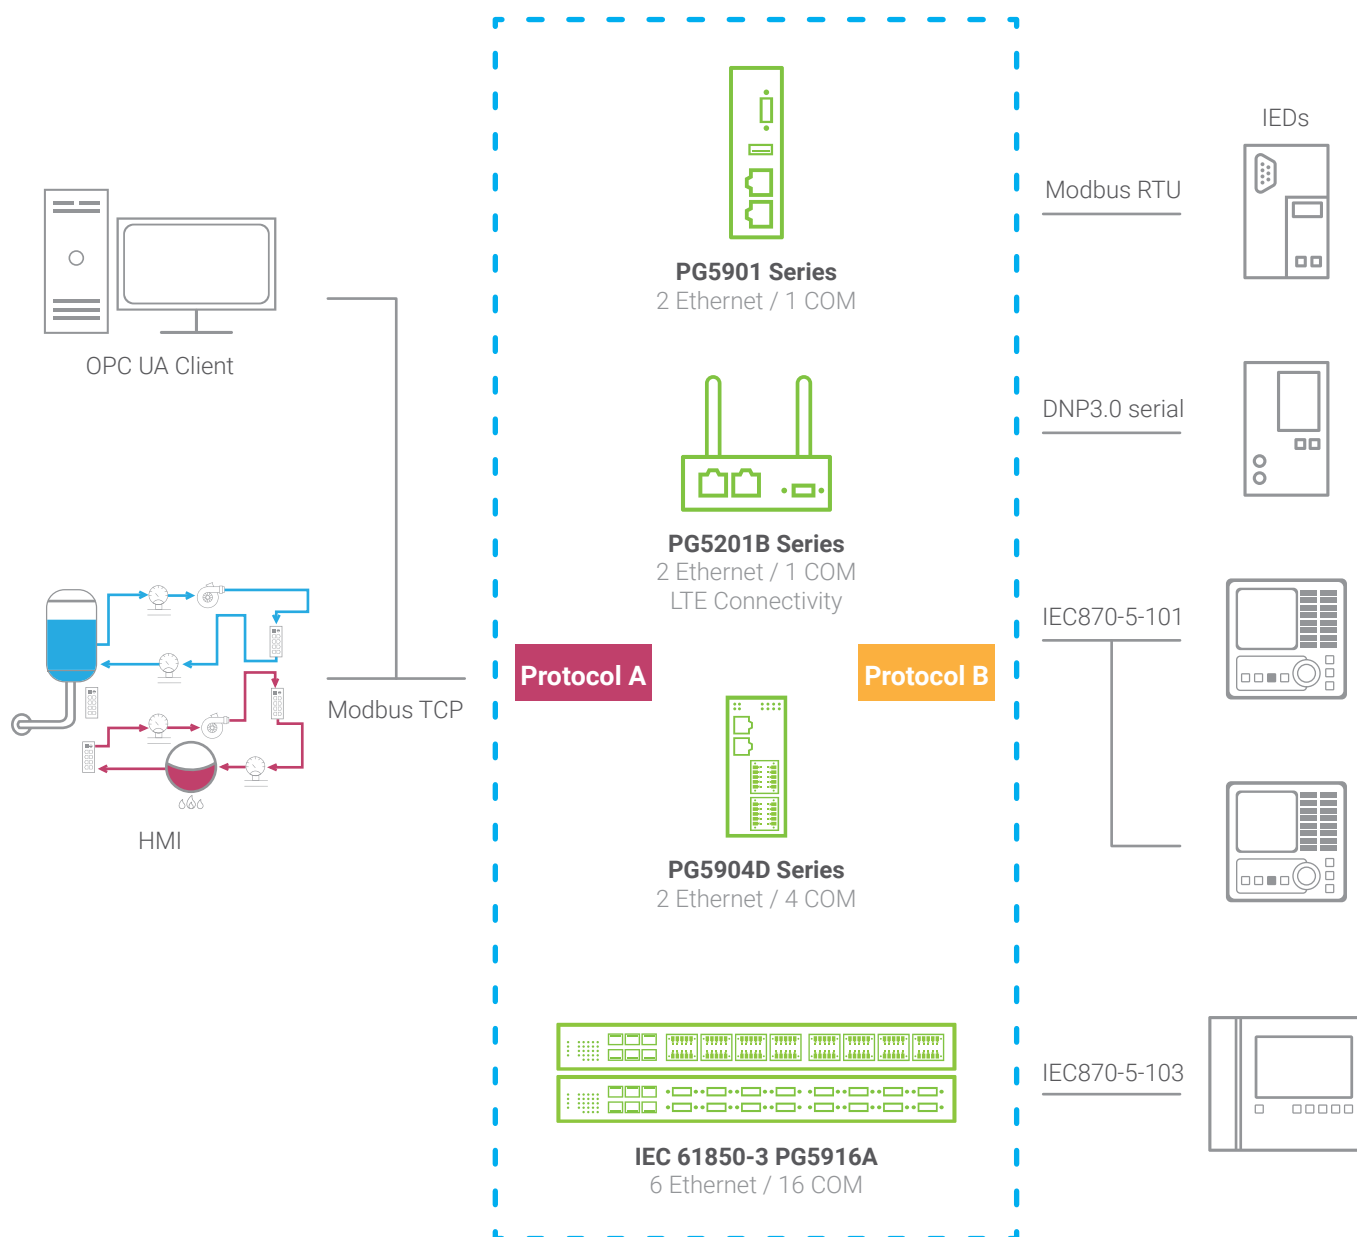 OPC UA Client
HMI
Modbus TCP
Protocol A
PG5901 Series
2 Ethernet / 1 COM
PG5201B Series
2 Ethernet / 1 COM
LTE Connectivity
PG5904D Series
2 Ethernet / 4 COM
IEC 61850-3 PG5916A
6 Ethernet / 16 COM
Protocol B
IEDs
Modbus RTU
DNP3.0 serial
IEC870-5-101
IEC870-5-103